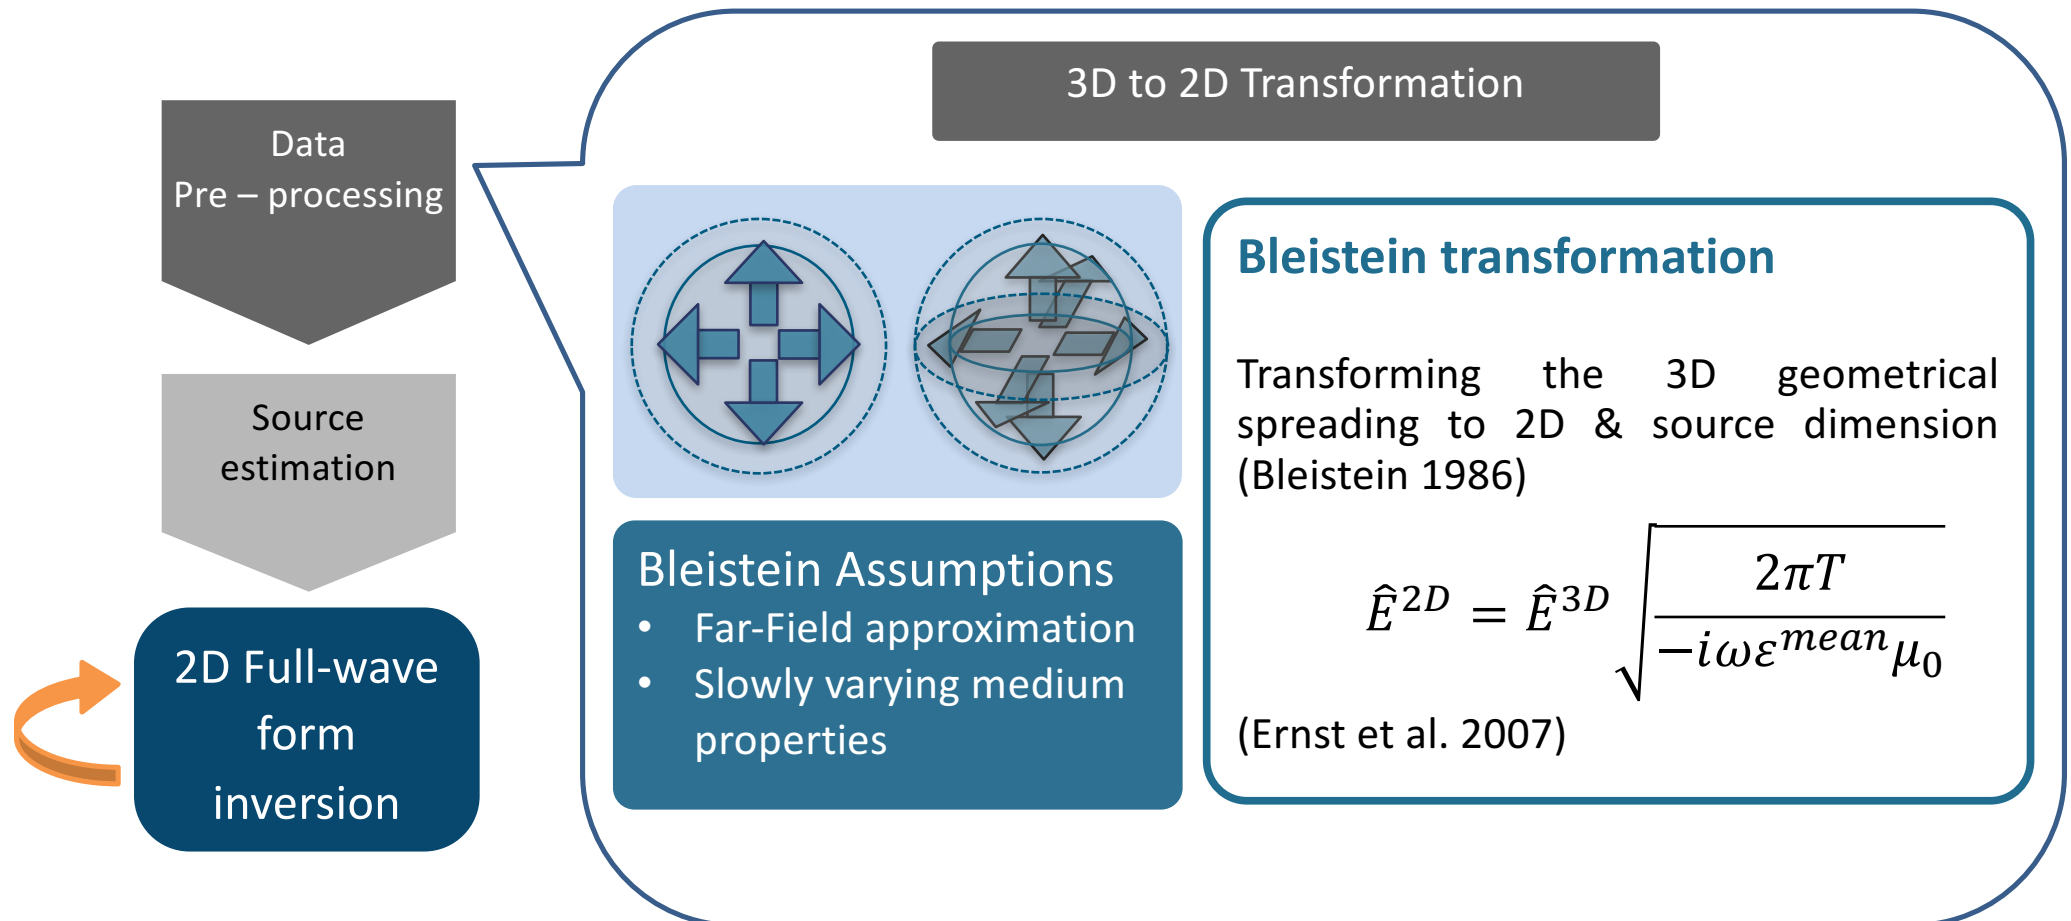 Data
Pre – processing
Source
estimation
2D Full-wave
form
inversion
3D to 2D Transformation
Bleistein Assumptions
• Far-Field approximation
• Slowly varying medium
properties
Bleistein transformation
Transforming the 3D geometrical
spreading to 2D & source dimension
(Bleistein 1986)
Ê^{2D} = Ê^{3D} √(2πT / −iωε^{mean}μ₀)
(Ernst et al. 2007)